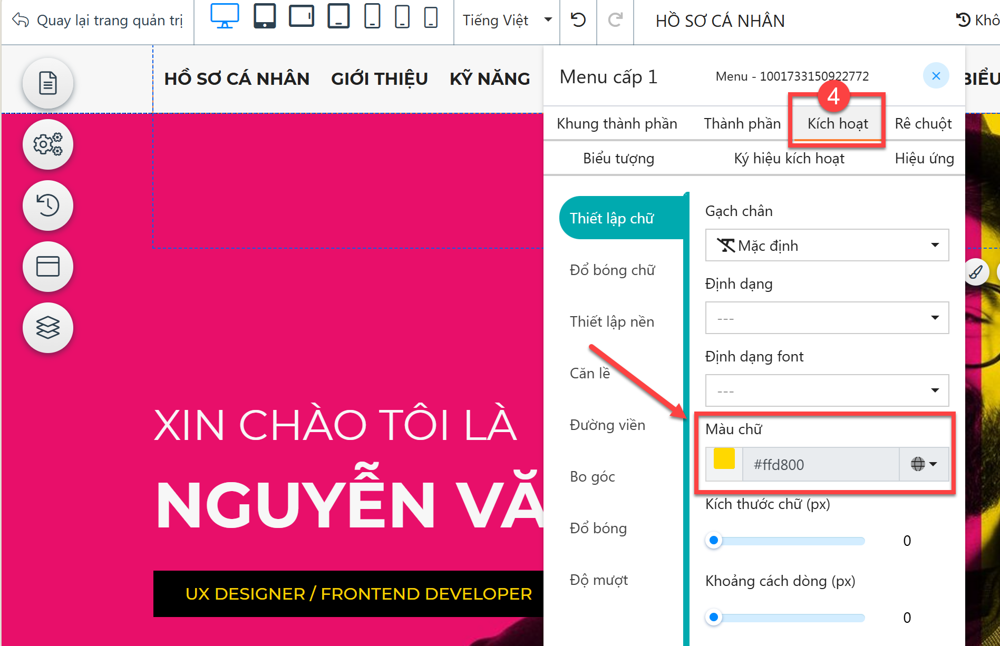 Quay lại trang quản trị
Tiếng Việt
HỒ SƠ CÁ NHÂN
Khô
HỒ SƠ CÁ NHÂN
GIỚI THIỆU
KỸ NĂNG
BIỂU
Menu cấp 1
Menu - 1001733150922772
4
Khung thành phần
Thành phần
Kích hoạt
Rê chuột
Biểu tượng
Ký hiệu kích hoạt
Hiệu ứng
Thiết lập chữ
Đổ bóng chữ
Thiết lập nền
Căn lề
Đường viền
Bo góc
Đổ bóng
Độ mượt
Gạch chân
Mặc định
Định dạng
---
Định dạng font
---
Màu chữ
#ffd800
Kích thước chữ (px)
0
Khoảng cách dòng (px)
0
XIN CHÀO TÔI LÀ
NGUYỄN VĂ
UX DESIGNER / FRONTEND DEVELOPER